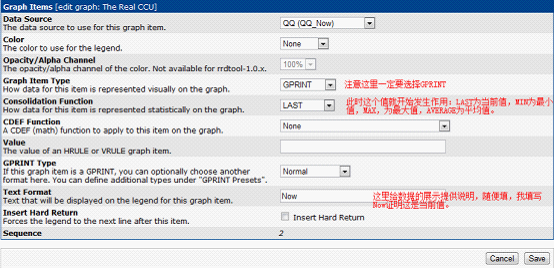 Graph Items [edit graph: The Real CCU]
Data Source
The data source to use for this graph item.
QQ (QQ_Now)
Color
The color to use for the legend.
None
Opacity/Alpha Channel
The opacity/alpha channel of the color. Not available for rrdtool-1.0.x.
100%
Graph Item Type
How data for this item is represented visually on the graph.
GPRINT
注意这里一定要选择GPRINT
Consolidation Function
How data for this item is represented statistically on the graph.
LAST
此时这个值就开始发生作用：LAST为当前值，MIN为最小
值，MAX，为最大值，AVERAGE为平均值。
CDEF Function
A CDEF (math) function to apply to this item on the graph.
None
Value
The value of an HRULE or VRULE graph item.
GPRINT Type
If this graph item is a GPRINT, you can optionally choose another
format here. You can define additional types under "GPRINT Presets".
Normal
Text Format
Text that will be displayed on the legend for this graph item.
Now
这里给数据的展示提供说明，随便填，我填写
Now证明这是当前值。
Insert Hard Return
Forces the legend to the next line after this item.
Insert Hard Return
Sequence
2
Cancel
Save